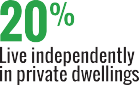 20%
Live independently
in private dwellings